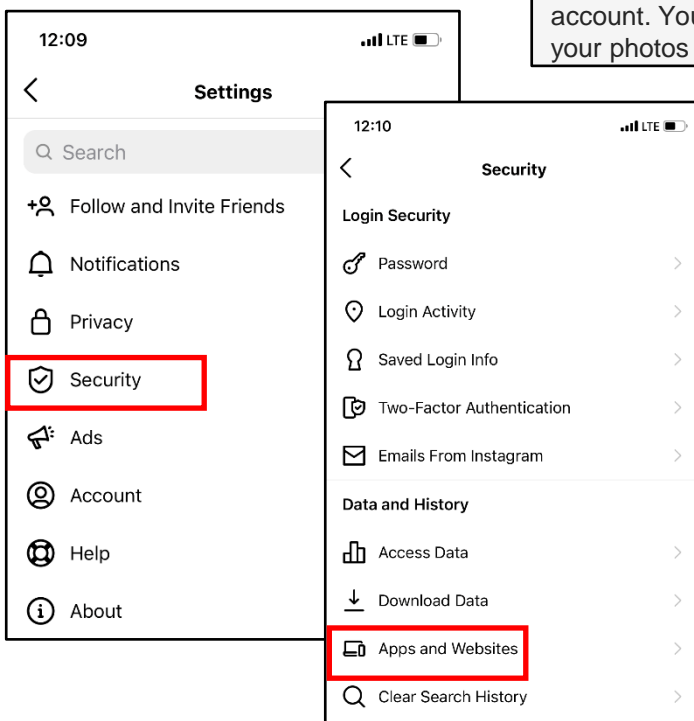 account. You
your photos
12:09
LTE
Settings
Search
Follow and Invite Friends
Notifications
Privacy
Security
Ads
Account
Help
About
12:10
LTE
Security
Login Security
Password
Login Activity
Saved Login Info
Two-Factor Authentication
Emails From Instagram
Data and History
Access Data
Download Data
Apps and Websites
Clear Search History